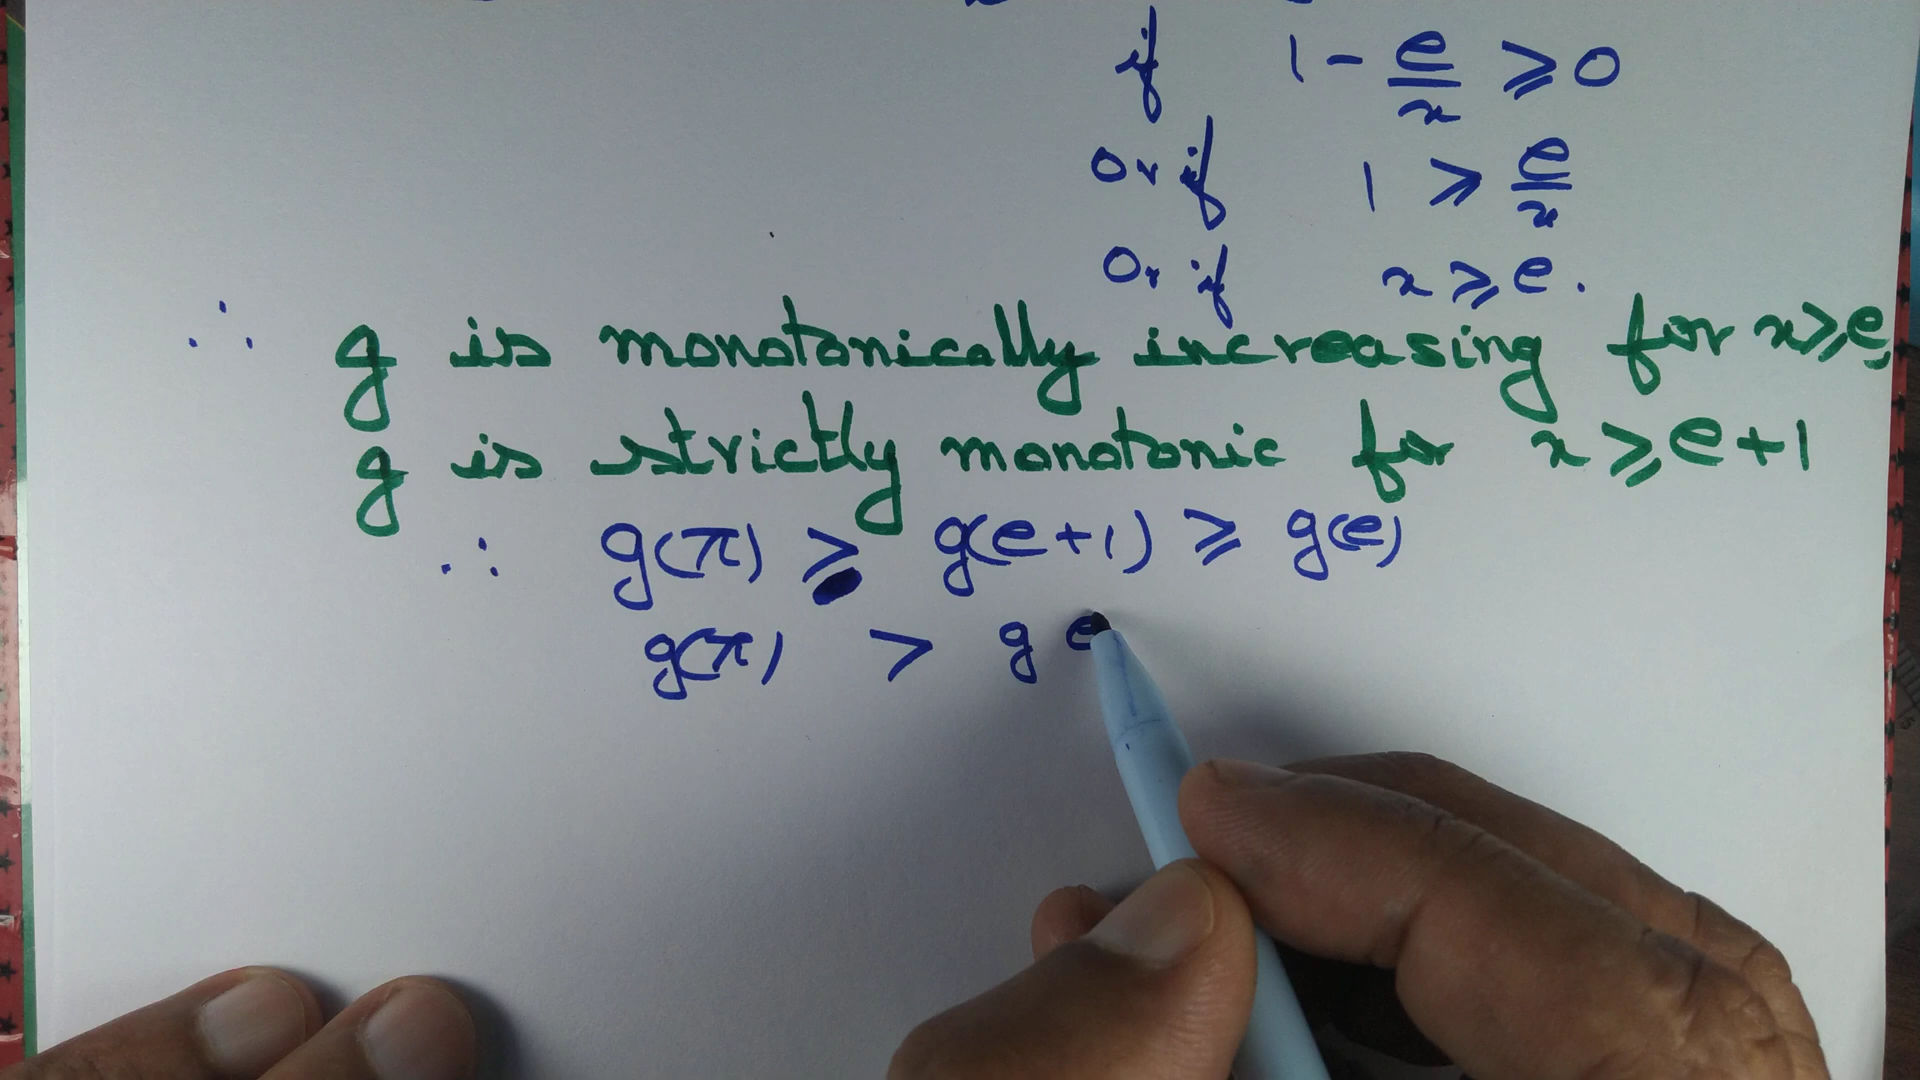 if 1 - e/x ⩾ 0
Or if 1 ⩾ e/x
Or if x ⩾ e.
∴ g is monotonically increasing for x ⩾ e,
g is strictly monotonic for x ⩾ e+1
∴ g(π) ⩾ g(e+1) ⩾ g(e)
g(π) > g e